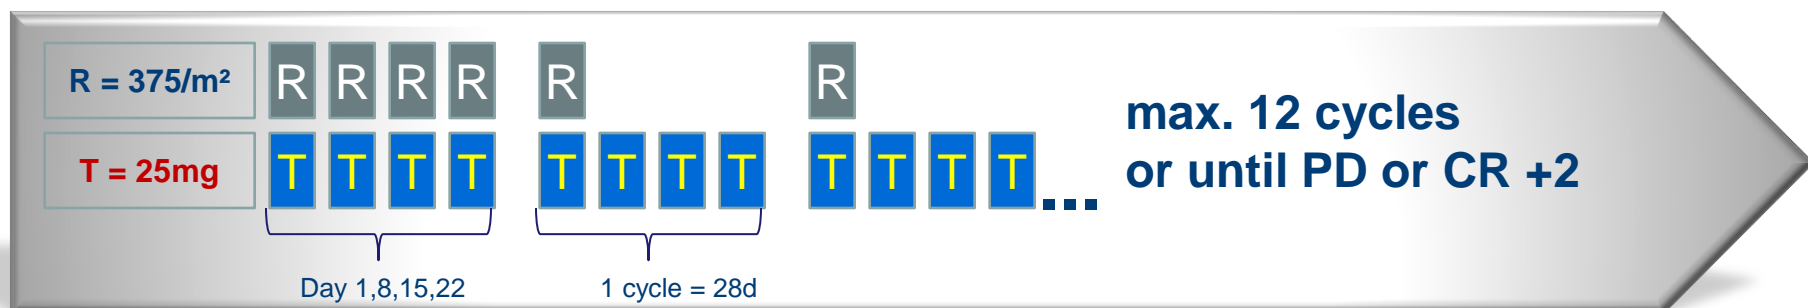 R = 375/m² R R R R R R
T = 25mg T T T T T T T T T T T T ...
max. 12 cycles
or until PD or CR +2
Day 1,8,15,22 1 cycle = 28d